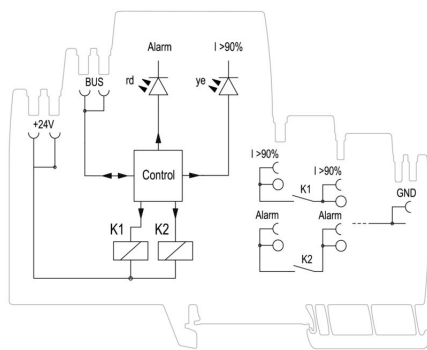 Alarm
I >90%
BUS
rd
ye
+24V
I >90%
Control
I >90%
K1
GND
Alarm
Alarm
K1
K2
K2